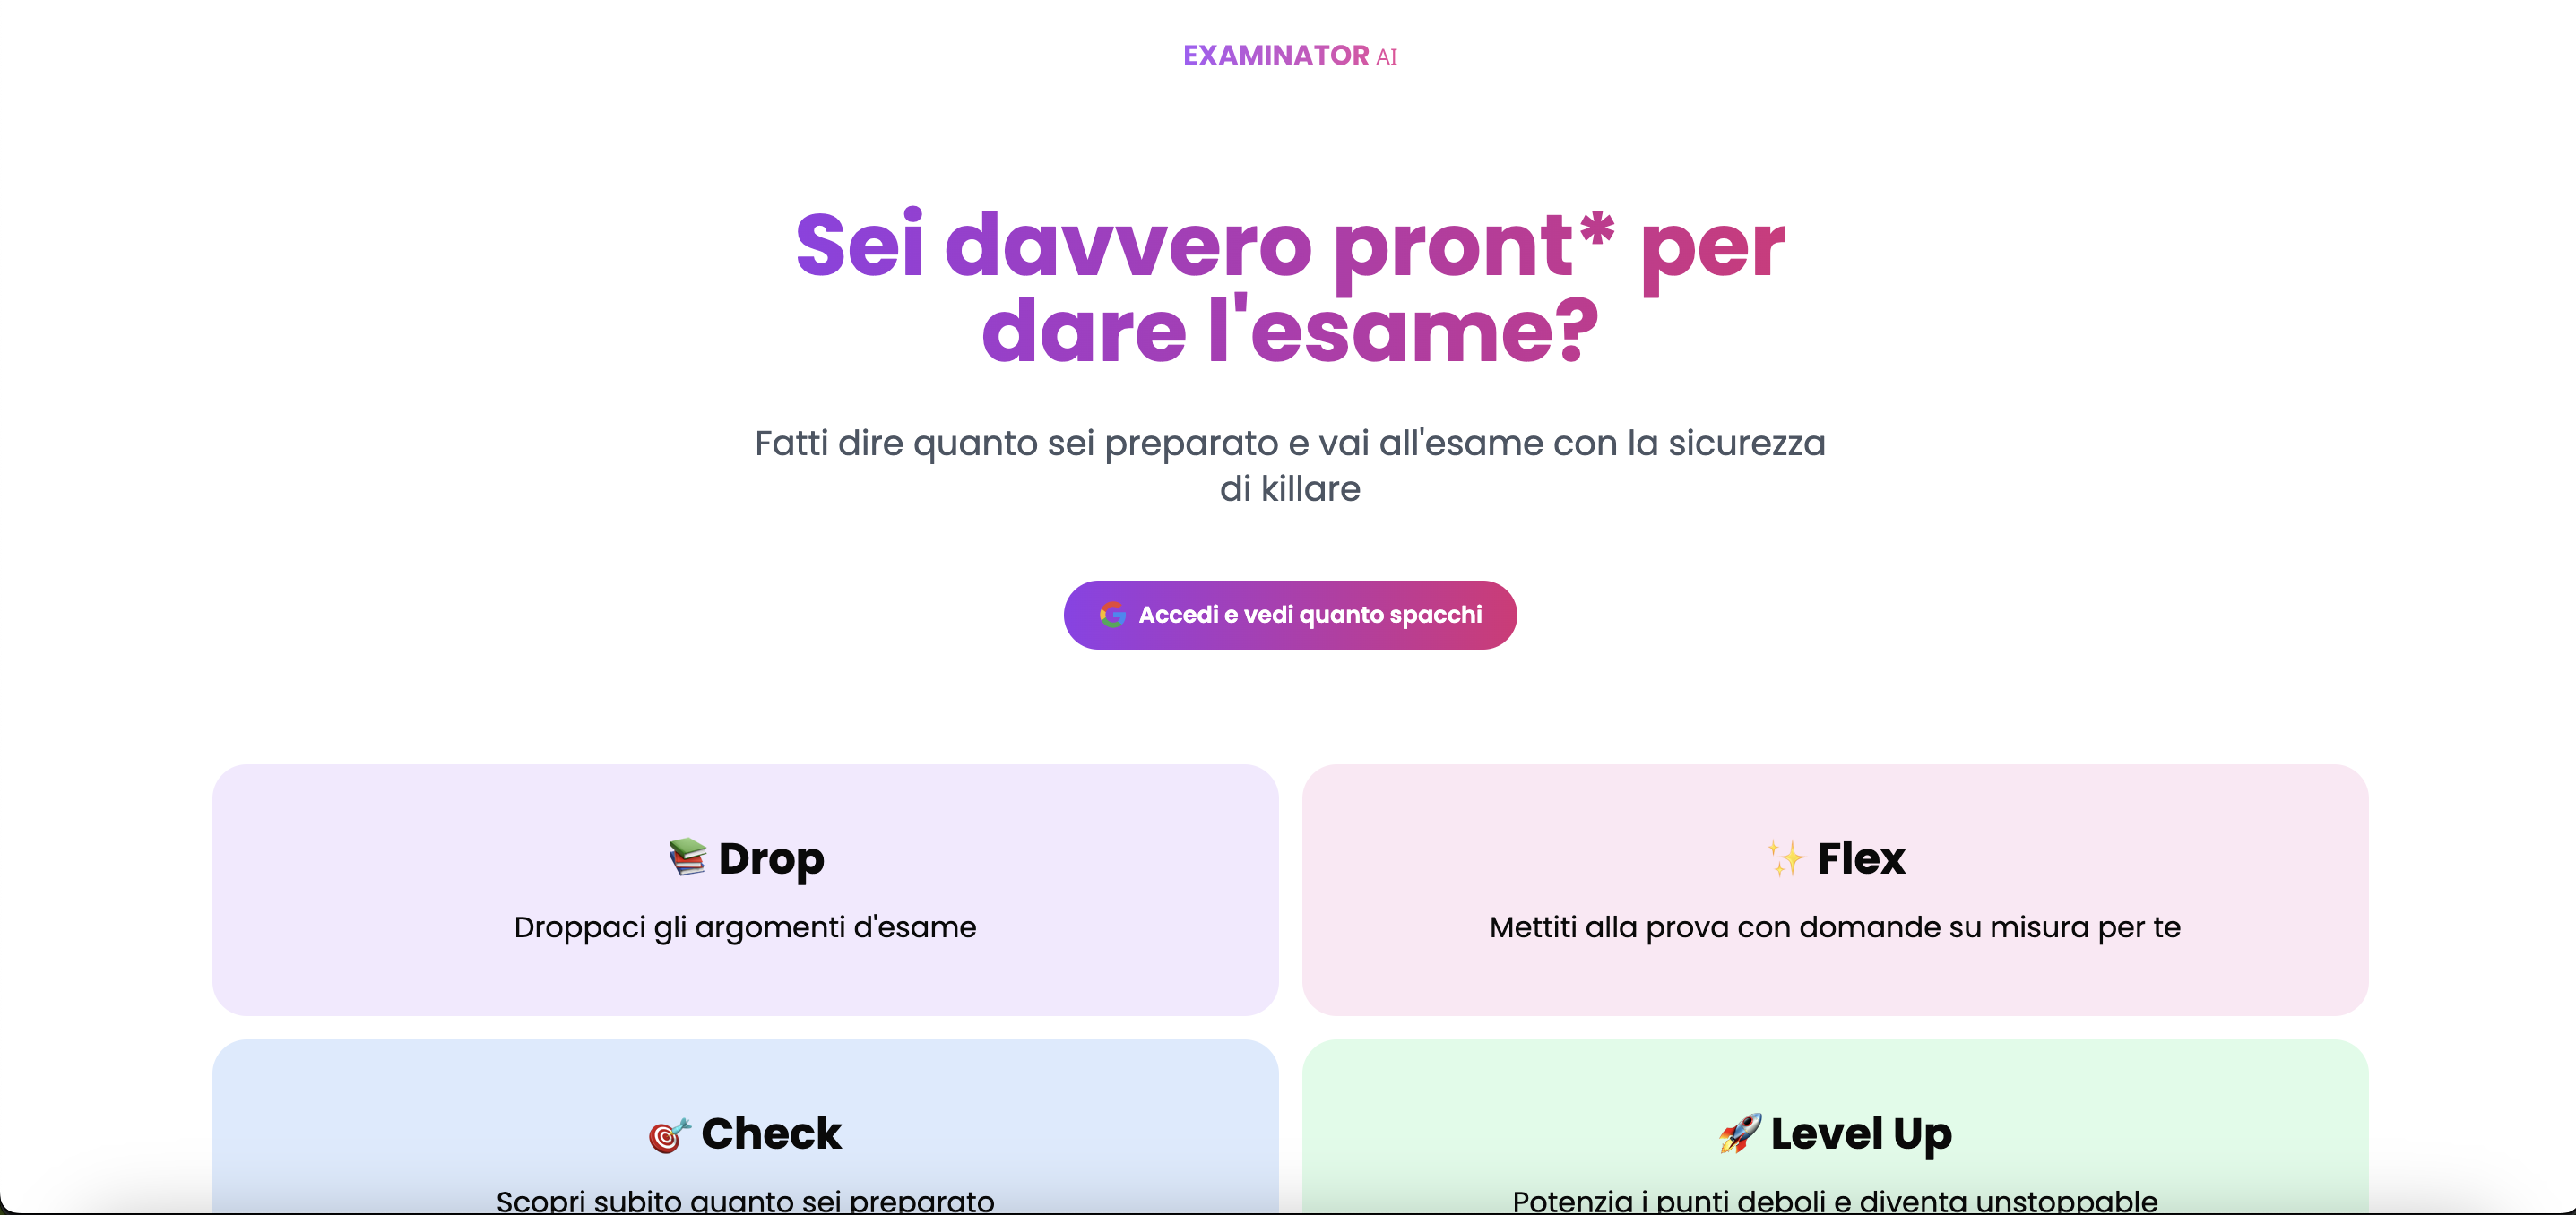 EXAMINATOR AI
Sei davvero pront* per
dare l'esame?
Fatti dire quanto sei preparato e vai all'esame con la sicurezza
di killare
Accedi e vedi quanto spacchi
📚 Drop
Droppaci gli argomenti d'esame
✨ Flex
Mettiti alla prova con domande su misura per te
🎯 Check
Scopri subito quanto sei preparato
🚀 Level Up
Potenzia i punti deboli e diventa unstoppable